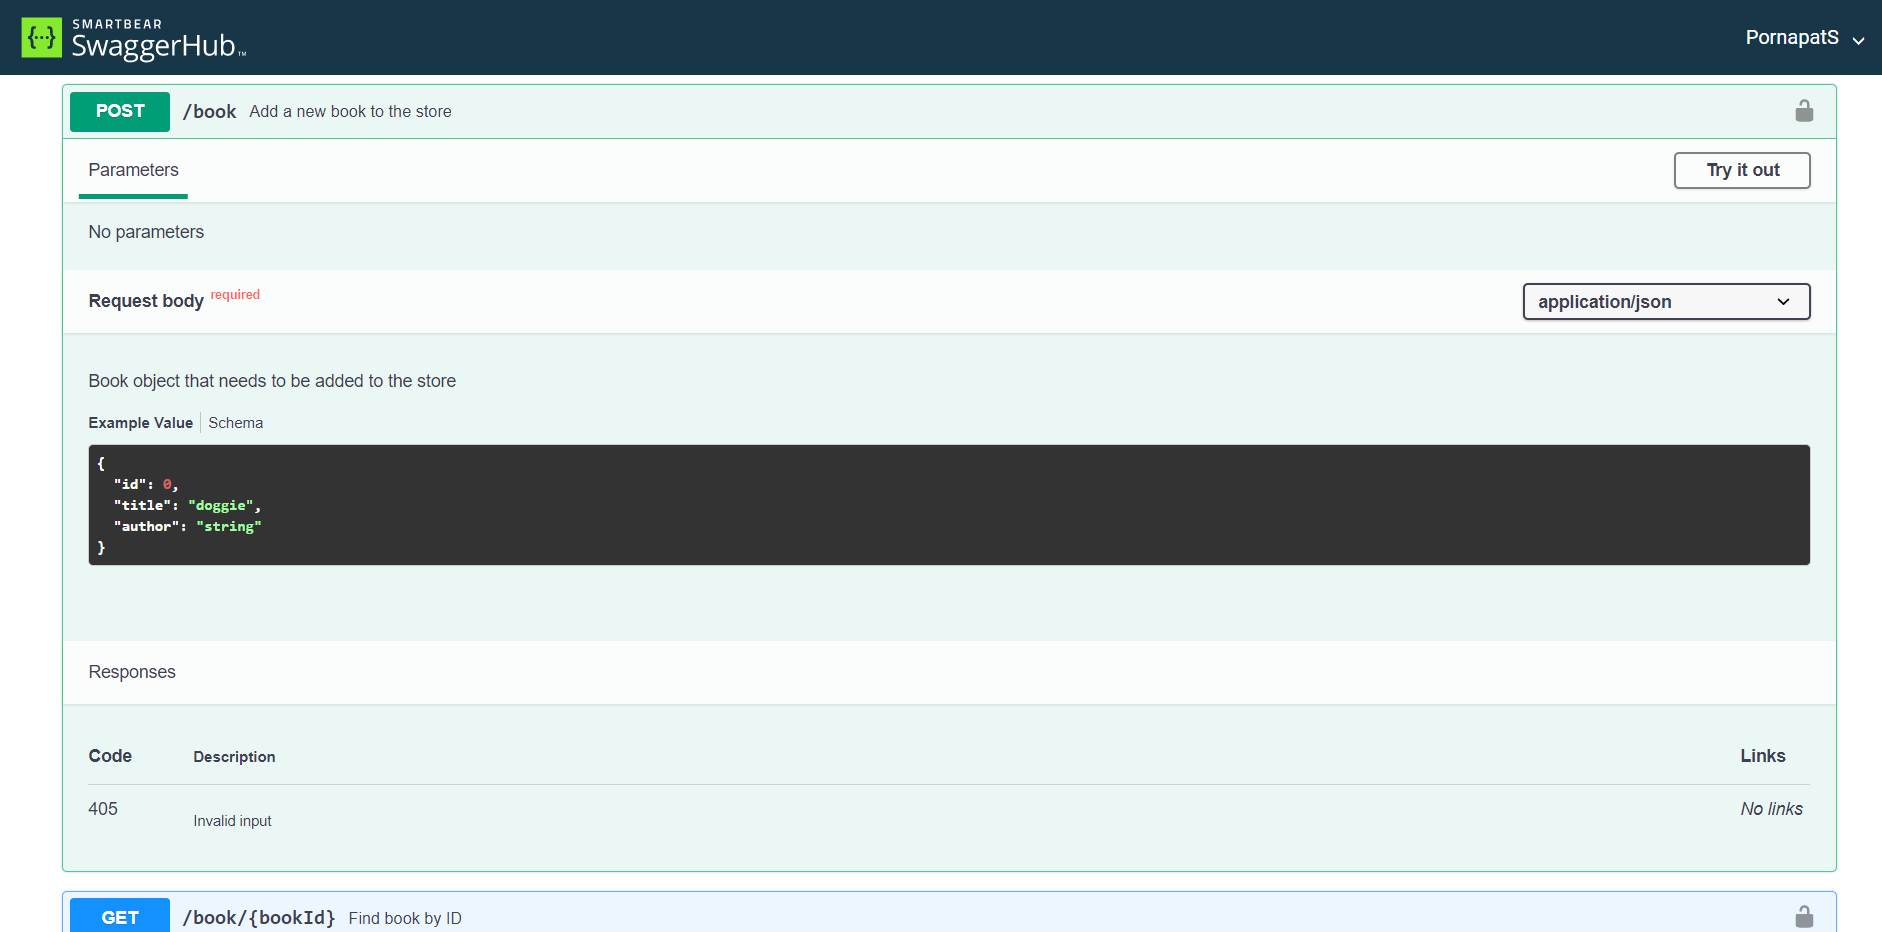 SMARTBEAR
SwaggerHub™
PornapatS
POST /book Add a new book to the store
Parameters
Try it out
No parameters
Request body required
application/json
Book object that needs to be added to the store
Example Value Schema
{
  "id": 0,
  "title": "doggie",
  "author": "string"
}
Responses
Code Description Links
405 Invalid input No links
GET /book/{bookId} Find book by ID